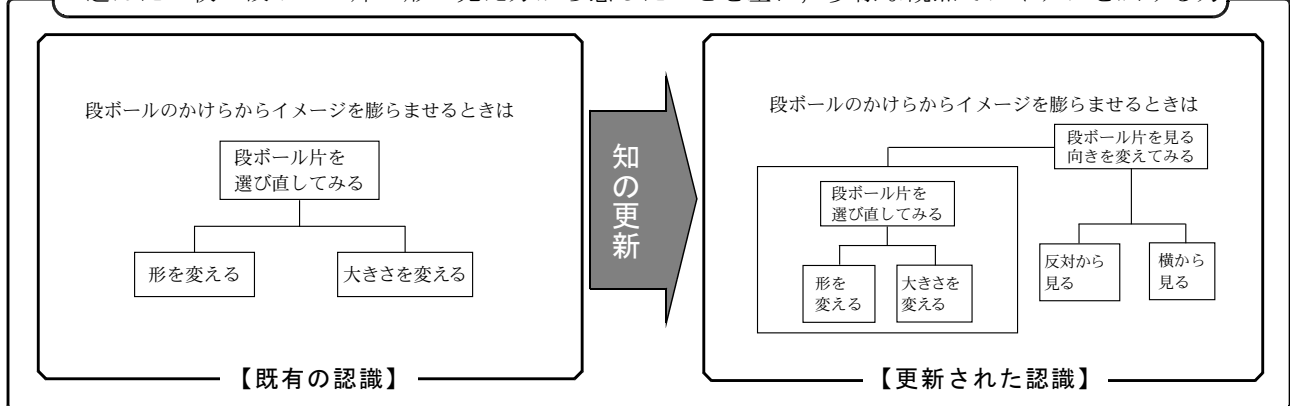 段ボールのかけらからイメージを膨らませるときは
段ボール片を
選び直してみる
形を変える
大きさを変える
【既有の認識】
知の更新
段ボールのかけらからイメージを膨らませるときは
段ボール片を見る
向きを変えてみる
段ボール片を
選び直してみる
形を
変える
大きさを
変える
反対から
見る
横から
見る
【更新された認識】